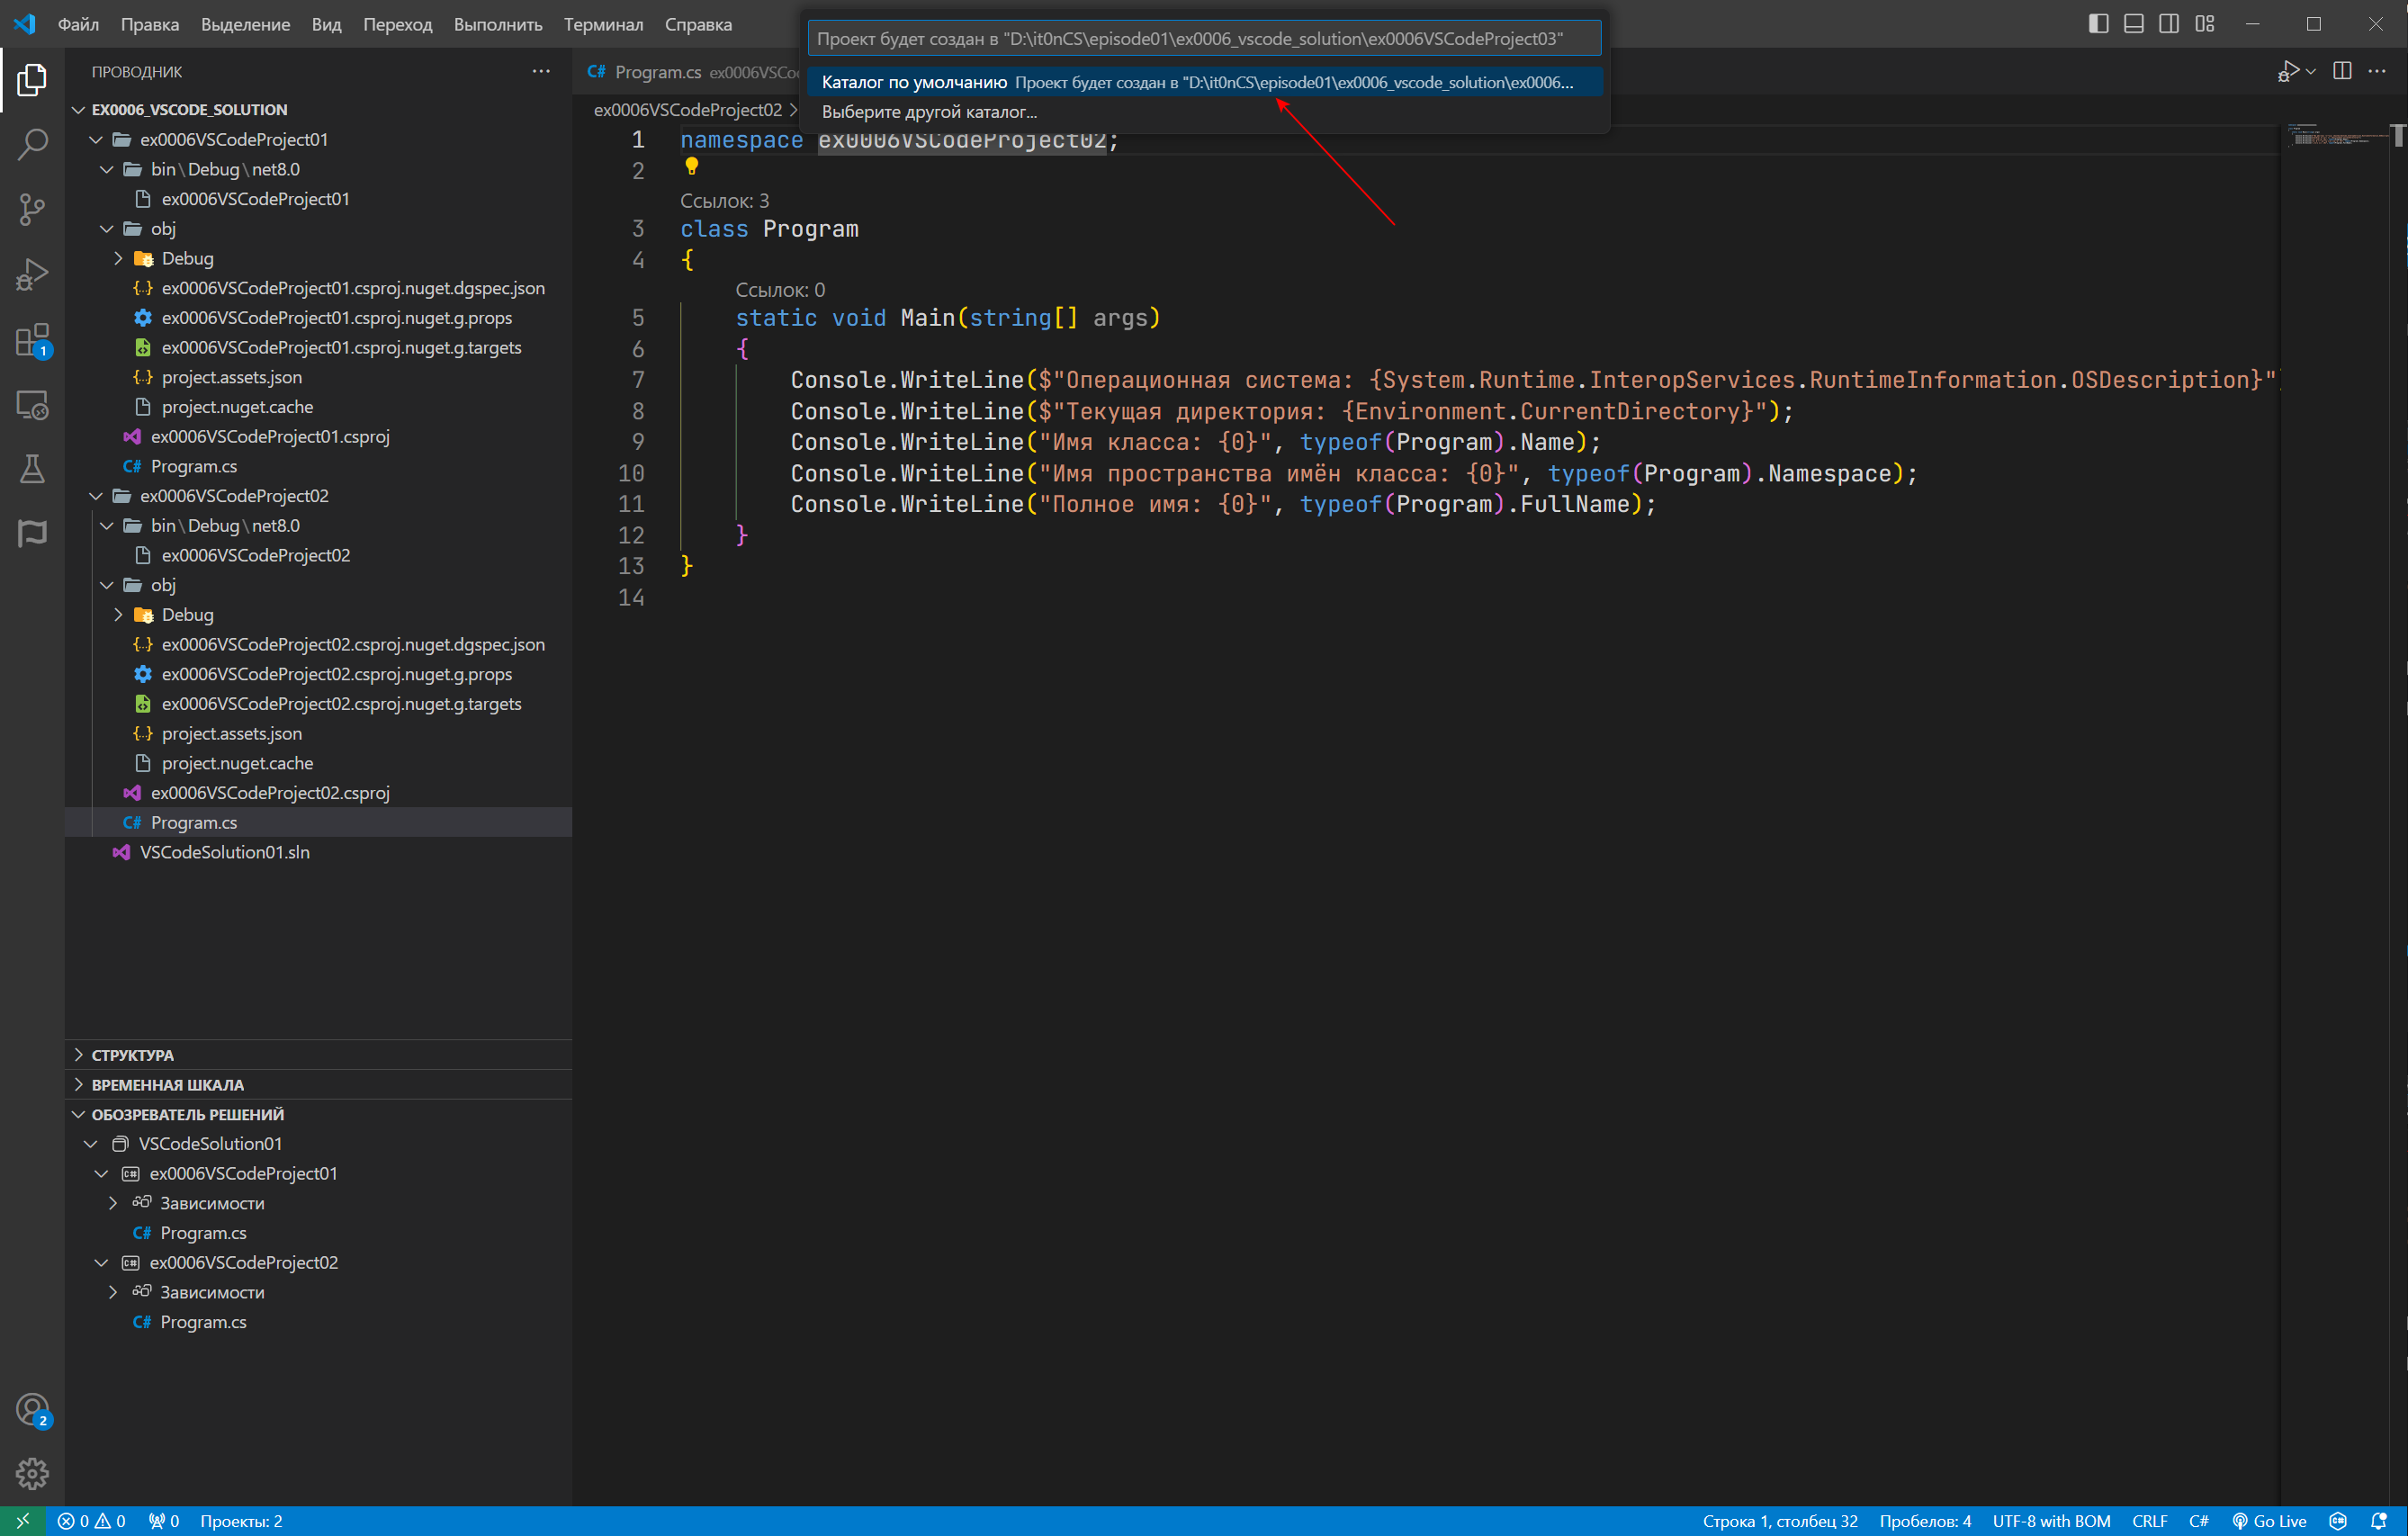 Файл Правка Выделение Вид Переход Выполнить Терминал Справка
Проект будет создан в "D:\it0nCS\episode01\ex0006_vscode_solution\ex0006VSCodeProject03"
Каталог по умолчанию Проект будет создан в "D:\it0nCS\episode01\ex0006_vscode_solution\ex0006...
Выберите другой каталог...
ПРОВОДНИК
EX0006_VSCODE_SOLUTION
ex0006VSCodeProject01
bin\Debug\net8.0
ex0006VSCodeProject01
obj
Debug
{..} ex0006VSCodeProject01.csproj.nuget.dgspec.json
ex0006VSCodeProject01.csproj.nuget.g.props
ex0006VSCodeProject01.csproj.nuget.g.targets
{..} project.assets.json
project.nuget.cache
ex0006VSCodeProject01.csproj
C# Program.cs
ex0006VSCodeProject02
bin\Debug\net8.0
ex0006VSCodeProject02
obj
Debug
{..} ex0006VSCodeProject02.csproj.nuget.dgspec.json
ex0006VSCodeProject02.csproj.nuget.g.props
ex0006VSCodeProject02.csproj.nuget.g.targets
{..} project.assets.json
project.nuget.cache
ex0006VSCodeProject02.csproj
C# Program.cs
VSCodeSolution01.sln
СТРУКТУРА
ВРЕМЕННАЯ ШКАЛА
ОБОЗРЕВАТЕЛЬ РЕШЕНИЙ
VSCodeSolution01
ex0006VSCodeProject01
Зависимости
C# Program.cs
ex0006VSCodeProject02
Зависимости
C# Program.cs
1
2
C# Program.cs ex0006VSCo
ex0006VSCodeProject02 >
1 namespace ex0006VSCodeProject02;
2
Ссылок: 3
3 class Program
4 {
Ссылок: 0
5 static void Main(string[] args)
6 {
7 Console.WriteLine($"Операционная система: {System.Runtime.InteropServices.RuntimeInformation.OSDescription}"
8 Console.WriteLine($"Текущая директория: {Environment.CurrentDirectory}");
9 Console.WriteLine("Имя класса: {0}", typeof(Program).Name);
10 Console.WriteLine("Имя пространства имён класса: {0}", typeof(Program).Namespace);
11 Console.WriteLine("Полное имя: {0}", typeof(Program).FullName);
12 }
13 }
14
0 0 0 Проекты: 2 Строка 1, столбец 32 Пробелов: 4 UTF-8 with BOM CRLF C# Go Live